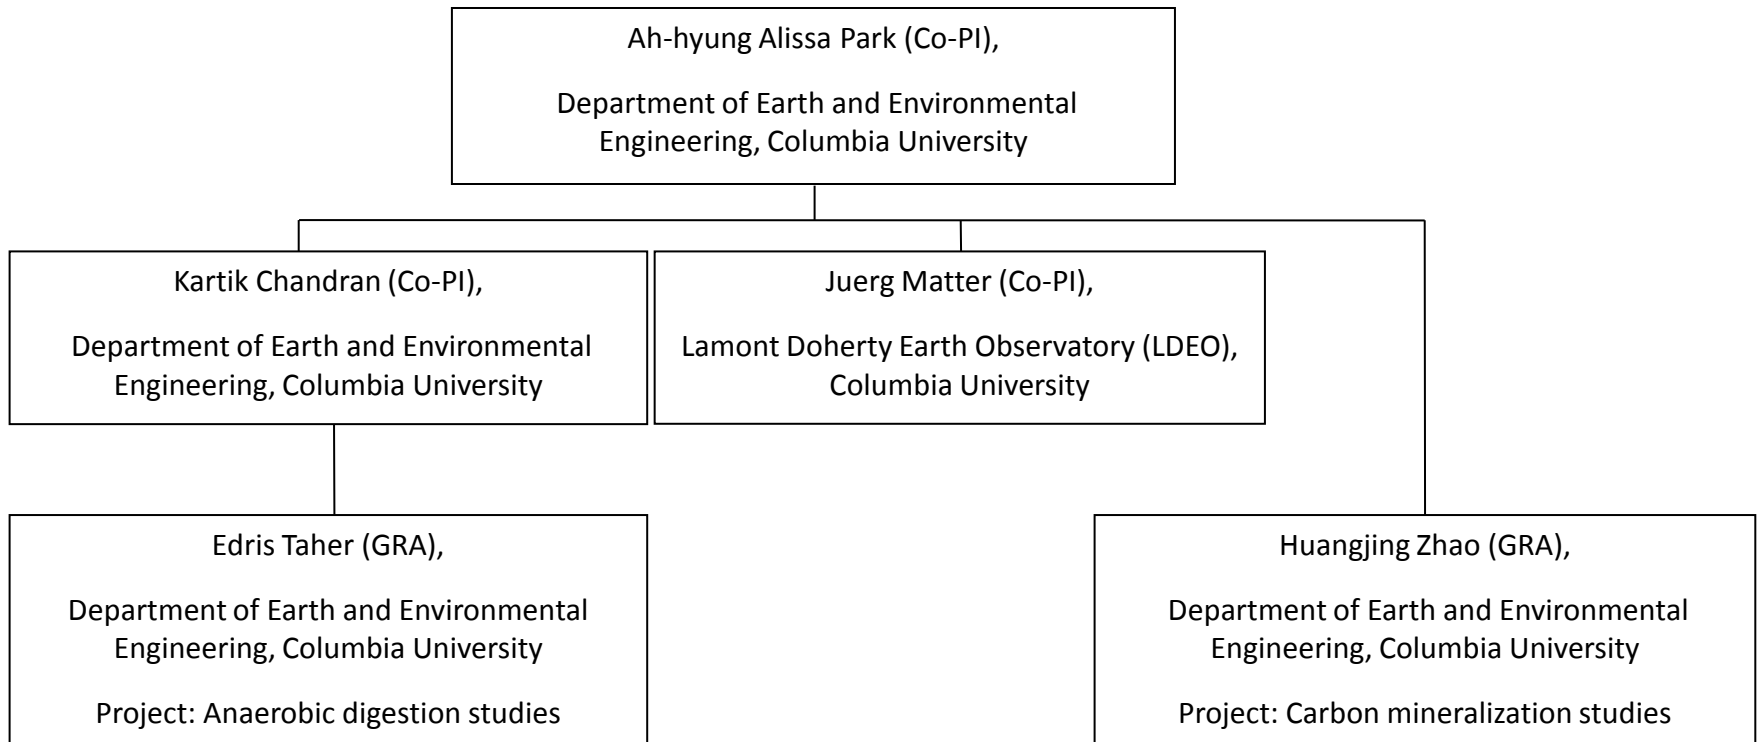 Ah-hyung Alissa Park (Co-PI),
Department of Earth and Environmental
Engineering, Columbia University
Kartik Chandran (Co-PI),
Department of Earth and Environmental
Engineering, Columbia University
Juerg Matter (Co-PI),
Lamont Doherty Earth Observatory (LDEO),
Columbia University
Edris Taher (GRA),
Department of Earth and Environmental
Engineering, Columbia University
Project: Anaerobic digestion studies
Huangjing Zhao (GRA),
Department of Earth and Environmental
Engineering, Columbia University
Project: Carbon mineralization studies